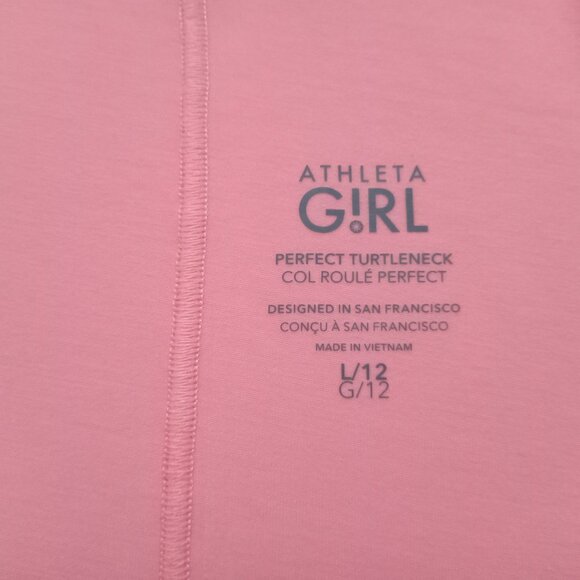 ATHLETA
G!RL
PERFECT TURTLENECK
COL ROULÉ PERFECT
DESIGNED IN SAN FRANCISCO
CONÇU À SAN FRANCISCO
MADE IN VIETNAM
L/12
G/12